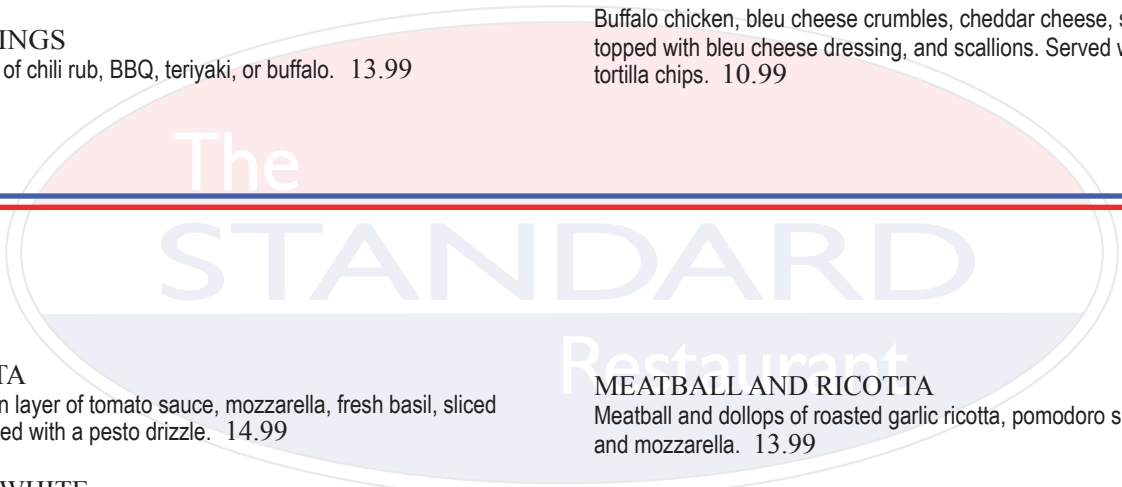 INGS
of chili rub, BBQ, teriyaki, or buffalo. 13.99
Buffalo chicken, bleu cheese crumbles, cheddar cheese,
topped with bleu cheese dressing, and scallions. Served
tortilla chips. 10.99
The
STANDARD
Restaurant
TA
n layer of tomato sauce, mozzarella, fresh basil, sliced
ed with a pesto drizzle. 14.99
MEATBALL AND RICOTTA
Meatball and dollops of roasted garlic ricotta, pomodoro s
and mozzarella. 13.99
WHITE